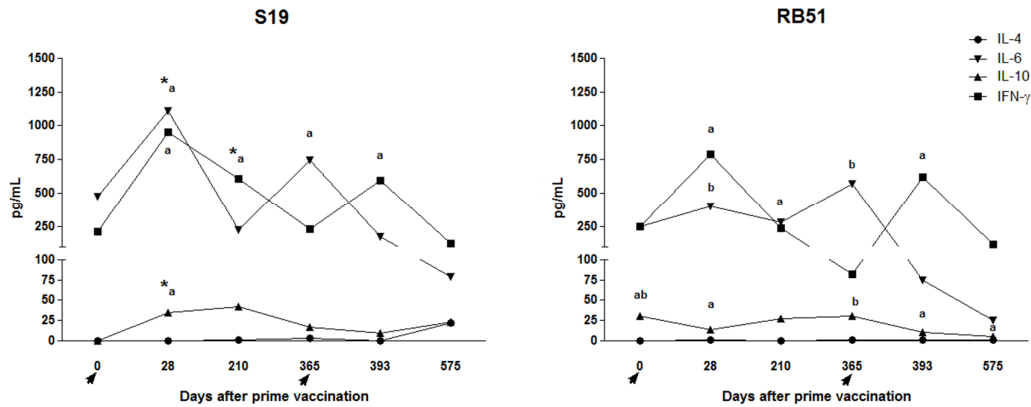 S19
1500
1250
1000
750
500
250
100
75
50
25
0
pg/mL
* a
a
* a
a
a
* a
0 28 210 365 393 575
Days after prime vaccination
RB51
IL-4
IL-6
IL-10
IFN-γ
1500
1250
1000
750
500
250
100
75
50
25
0
pg/mL
a
b
a
b
a
ab
a
b
a
a
0 28 210 365 393 575
Days after prime vaccination